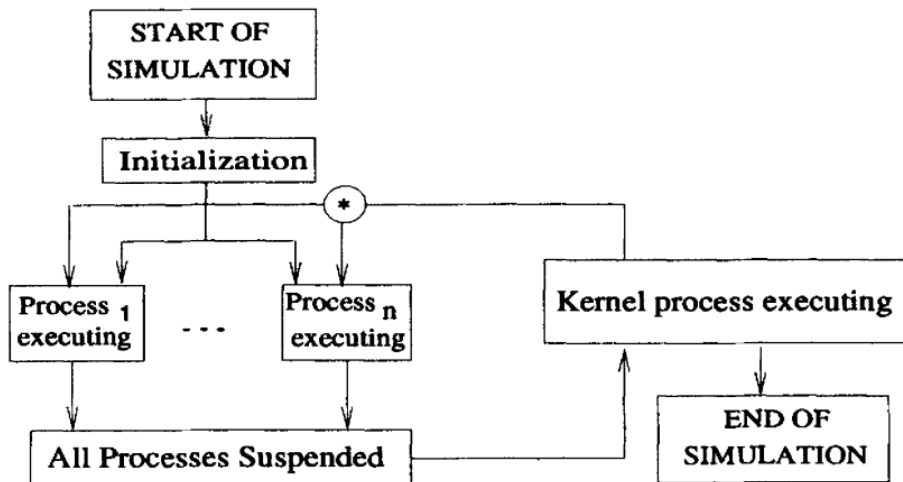 START OF
SIMULATION
Initialization
*
Process 1
executing
...
Process n
executing
Kernel process executing
All Processes Suspended
END OF
SIMULATION